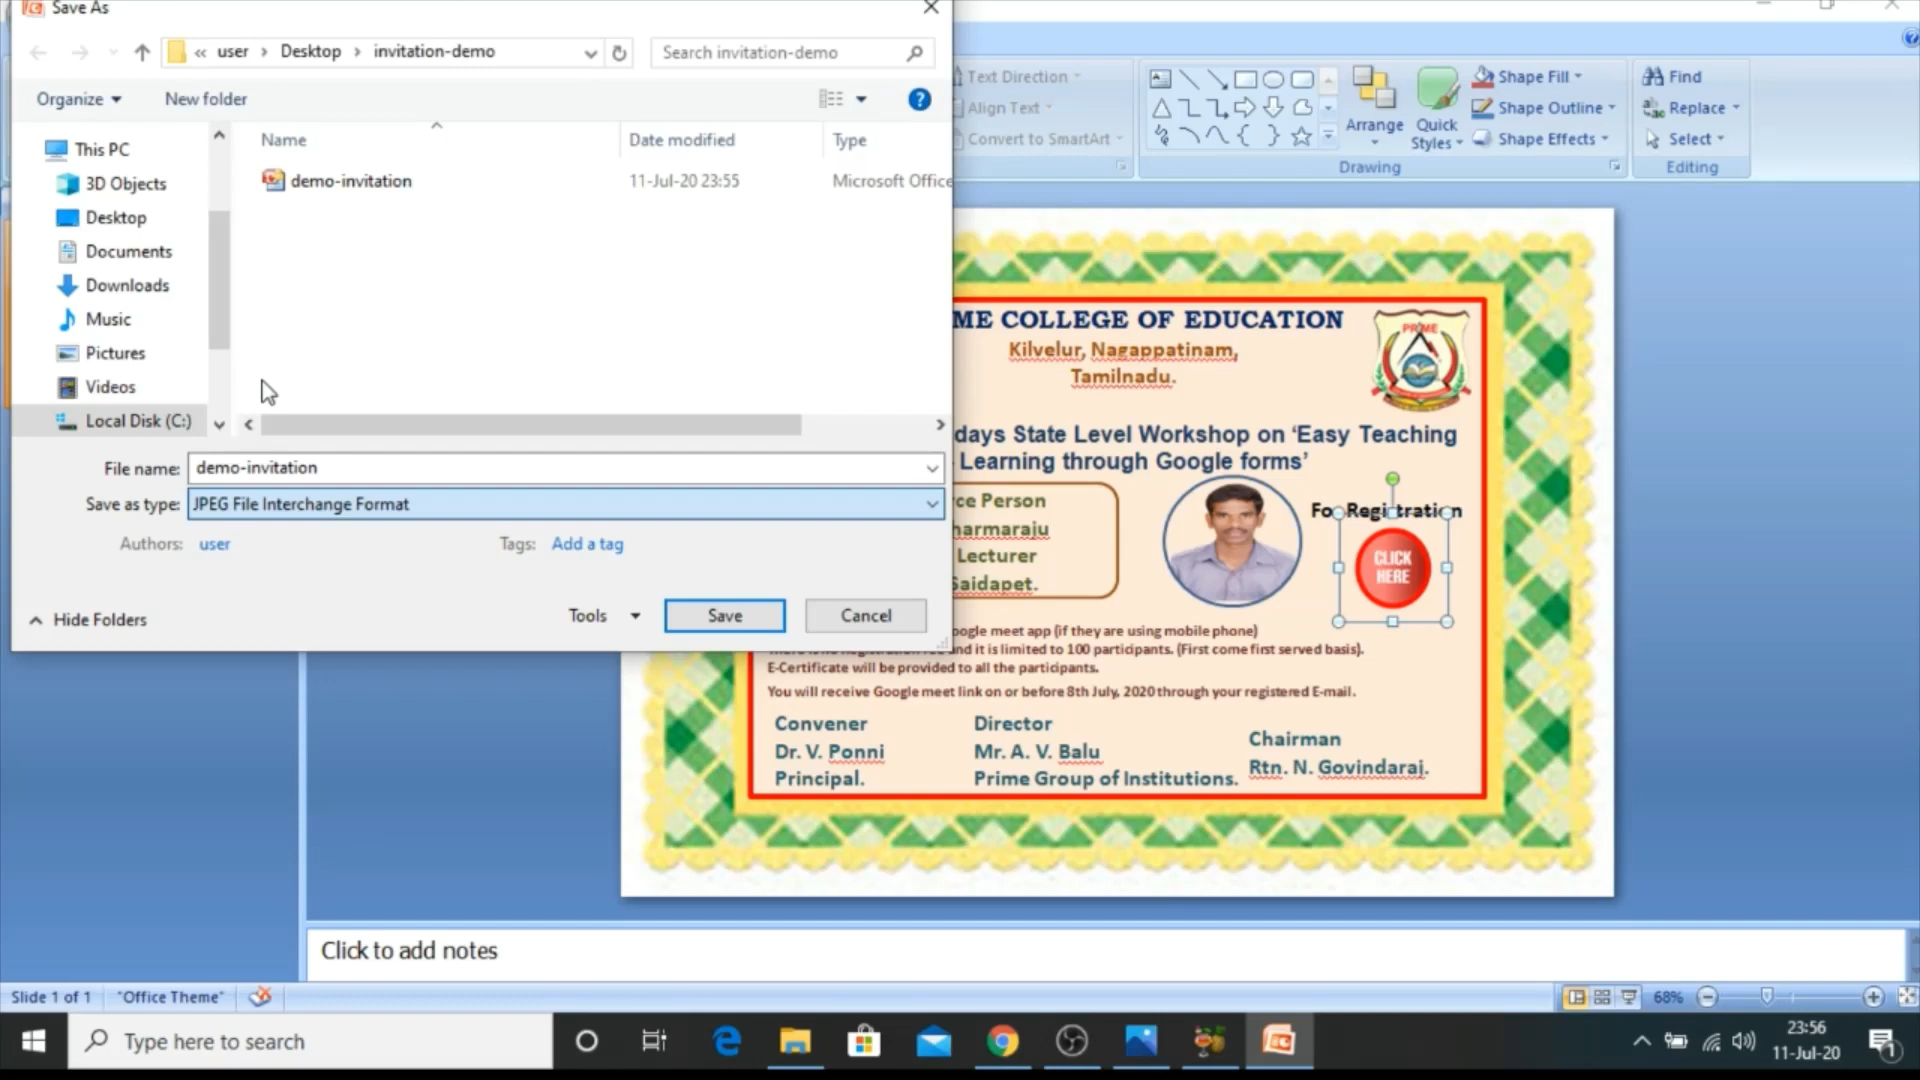 Save As
« user › Desktop › invitation-demo
Search invitation-demo
Organize
New folder
Name
Date modified
Type
This PC
3D Objects
Desktop
Documents
Downloads
Music
Pictures
Videos
Local Disk (C:)
demo-invitation
11-Jul-20 23:55
Microsoft Office
File name:
demo-invitation
Save as type:
JPEG File Interchange Format
Authors:
user
Tags:
Add a tag
Hide Folders
Tools
Save
Cancel
Text Direction
Align Text
Convert to SmartArt
Arrange
Quick
Styles
Shape Fill
Shape Outline
Shape Effects
Drawing
Find
Replace
Select
Editing
ME COLLEGE OF EDUCATION
Kilvelur, Nagappatinam,
Tamilnadu.
PRIME
days State Level Workshop on ‘Easy Teaching
Learning through Google forms’
ce Person
harmaraju
Lecturer
Saidapet.
For Registration
CLICK
HERE
oogle meet app (if they are using mobile phone)
and it is limited to 100 participants. (First come first served basis).
E-Certificate will be provided to all the participants.
You will receive Google meet link on or before 8th July, 2020 through your registered E-mail.
Convener
Dr. V. Ponni
Principal.
Director
Mr. A. V. Balu
Prime Group of Institutions.
Chairman
Rtn. N. Govindaraj.
Click to add notes
Slide 1 of 1
"Office Theme"
68%
Type here to search
23:56
11-Jul-20
1